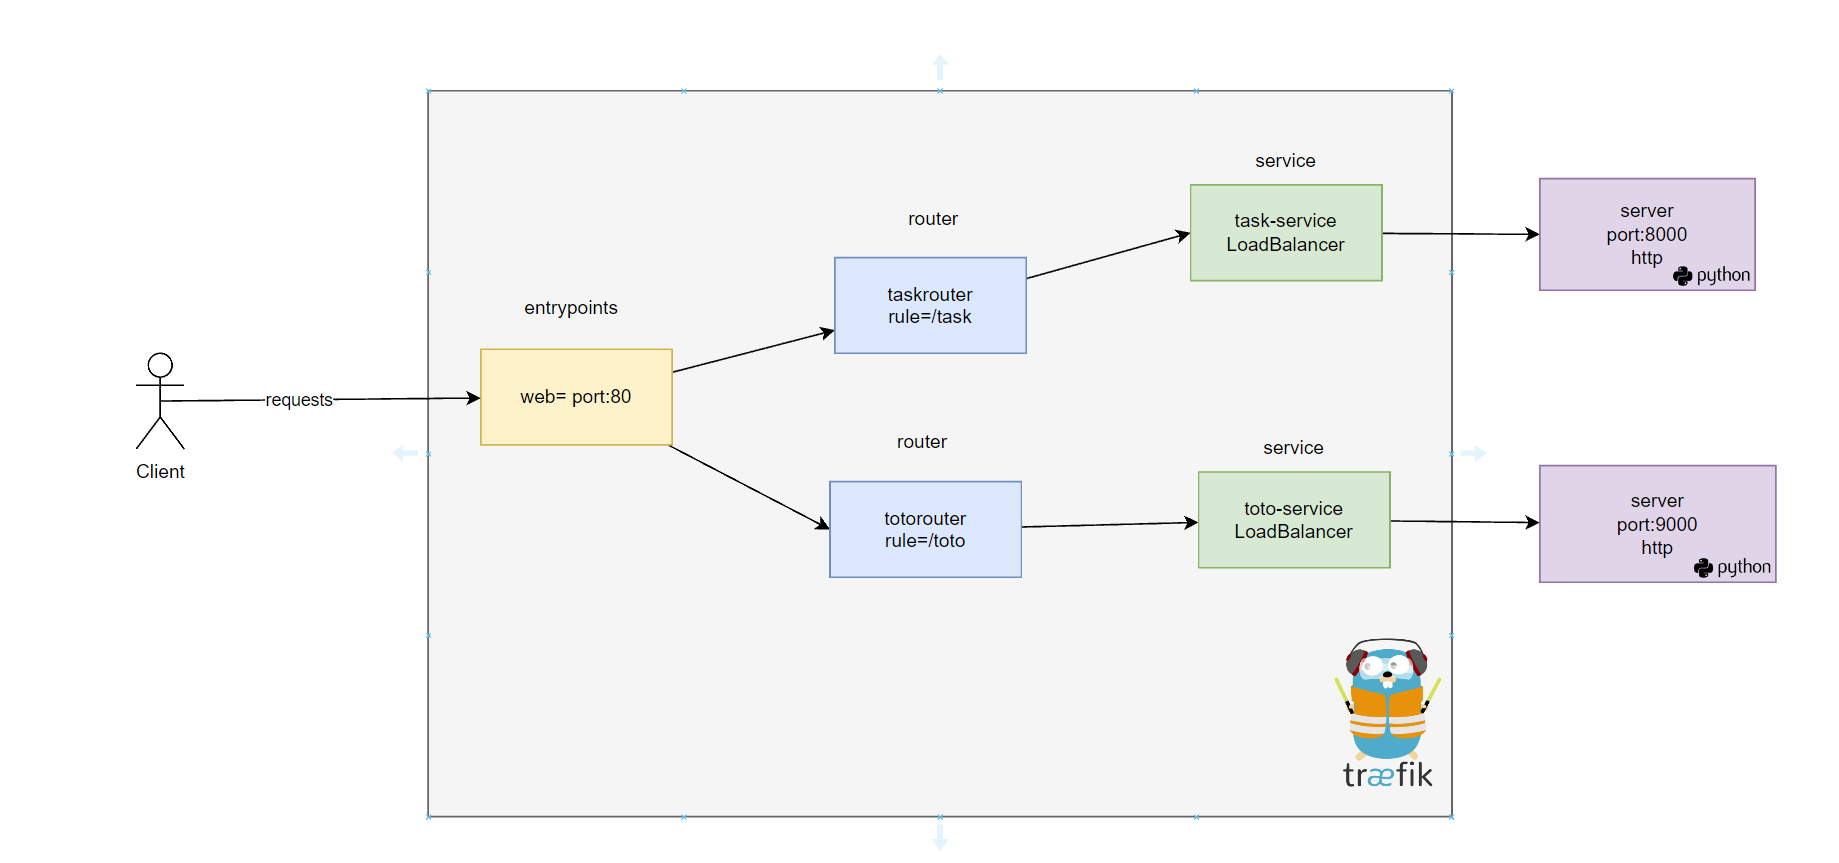 service
task-service
LoadBalancer
server
port:8000
http
python
router
taskrouter
rule=/task
entrypoints
web= port:80
requests
Client
router
totorouter
rule=/toto
service
toto-service
LoadBalancer
server
port:9000
http
python
træfik